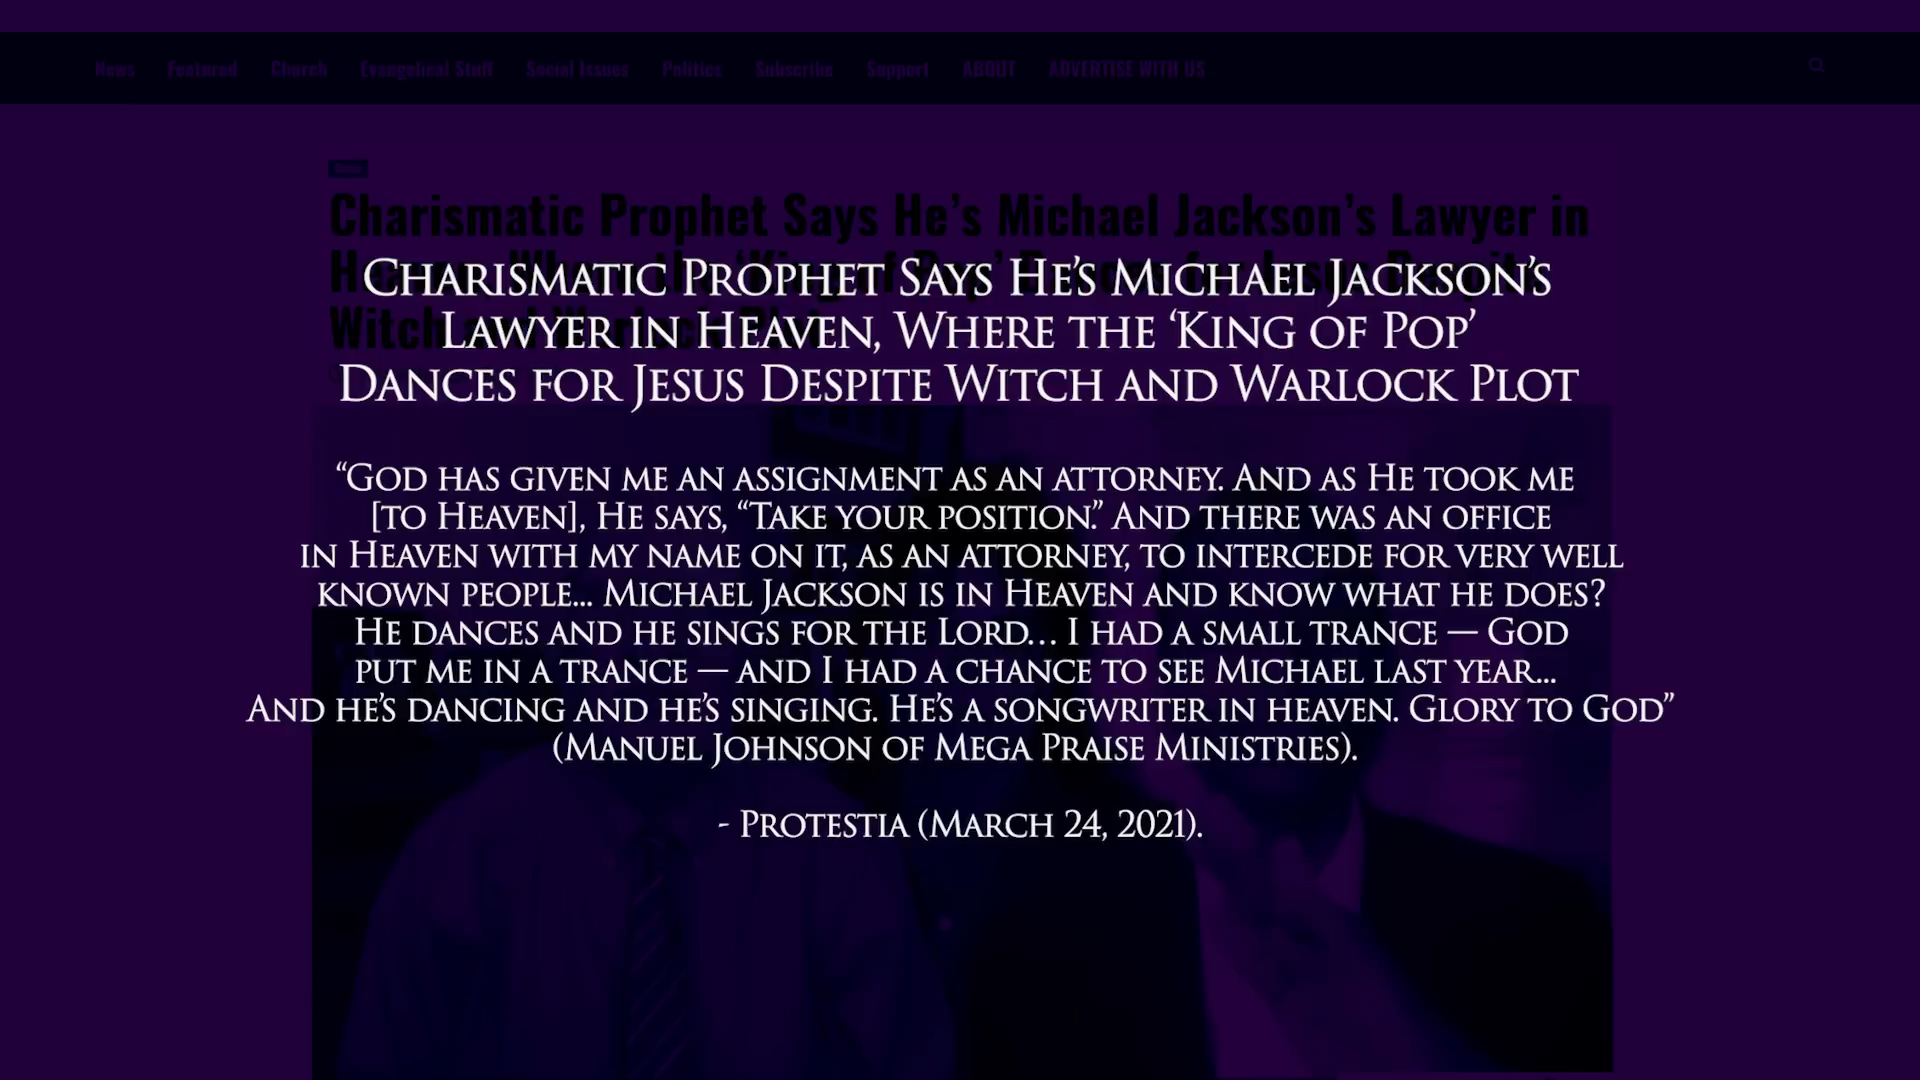 News Featured Church Evangelical Stuff Social Issues Politics Subscribe Support ABOUT ADVERTISE WITH US
Charismatic Prophet Says He's Michael Jackson's Lawyer in
CHARISMATIC PROPHET SAYS HE'S MICHAEL JACKSON'S
LAWYER IN HEAVEN, WHERE THE ‘KING OF POP’
DANCES FOR JESUS DESPITE WITCH AND WARLOCK PLOT
“GOD HAS GIVEN ME AN ASSIGNMENT AS AN ATTORNEY. AND AS HE TOOK ME
[TO HEAVEN], HE SAYS, “TAKE YOUR POSITION.” AND THERE WAS AN OFFICE
IN HEAVEN WITH MY NAME ON IT, AS AN ATTORNEY, TO INTERCEDE FOR VERY WELL
KNOWN PEOPLE... MICHAEL JACKSON IS IN HEAVEN AND KNOW WHAT HE DOES?
HE DANCES AND HE SINGS FOR THE LORD... I HAD A SMALL TRANCE — GOD
PUT ME IN A TRANCE — AND I HAD A CHANCE TO SEE MICHAEL LAST YEAR...
AND HE'S DANCING AND HE'S SINGING. HE'S A SONGWRITER IN HEAVEN. GLORY TO GOD”
(MANUEL JOHNSON OF MEGA PRAISE MINISTRIES).
- PROTESTIA (MARCH 24, 2021).